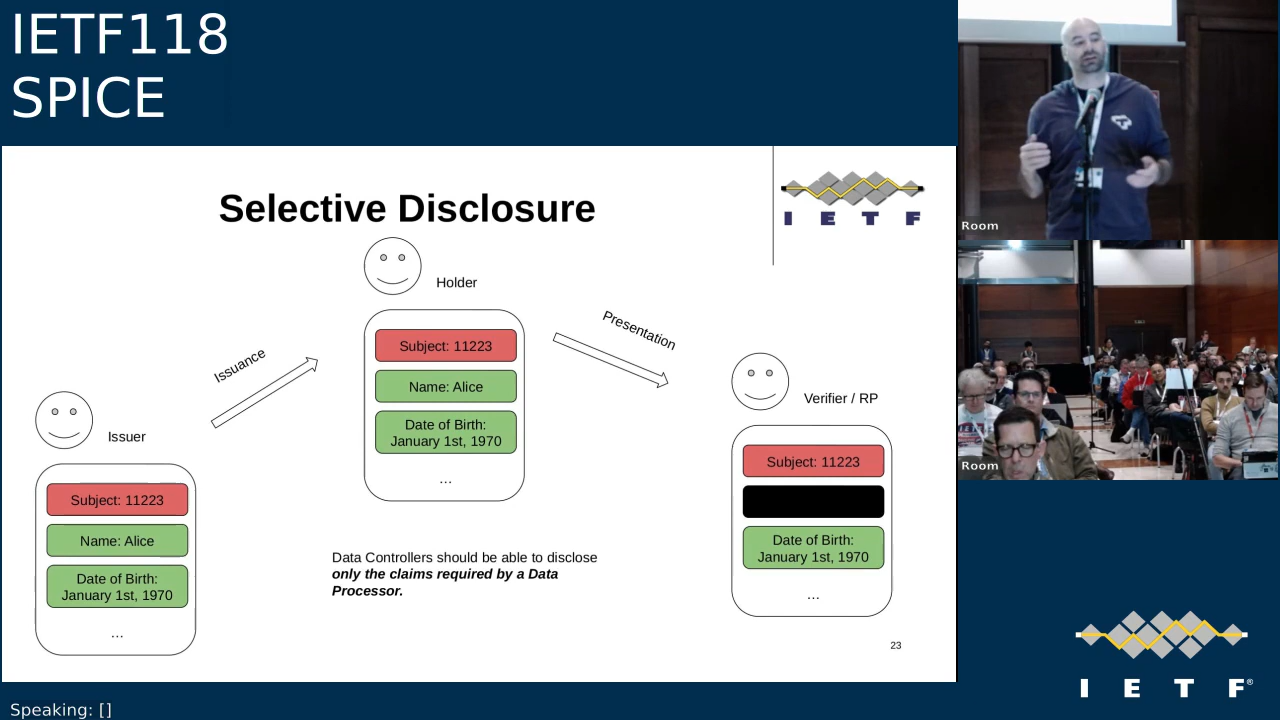 IETF118
SPICE
Selective Disclosure
I E T F
Holder
Subject: 11223
Name: Alice
Date of Birth:
January 1st, 1970
...
Issuance
Presentation
Issuer
Subject: 11223
Name: Alice
Date of Birth:
January 1st, 1970
...
Verifier / RP
Subject: 11223
Date of Birth:
January 1st, 1970
...
Data Controllers should be able to disclose
only the claims required by a Data
Processor.
23
Room
Room
I E T F®
Speaking: []